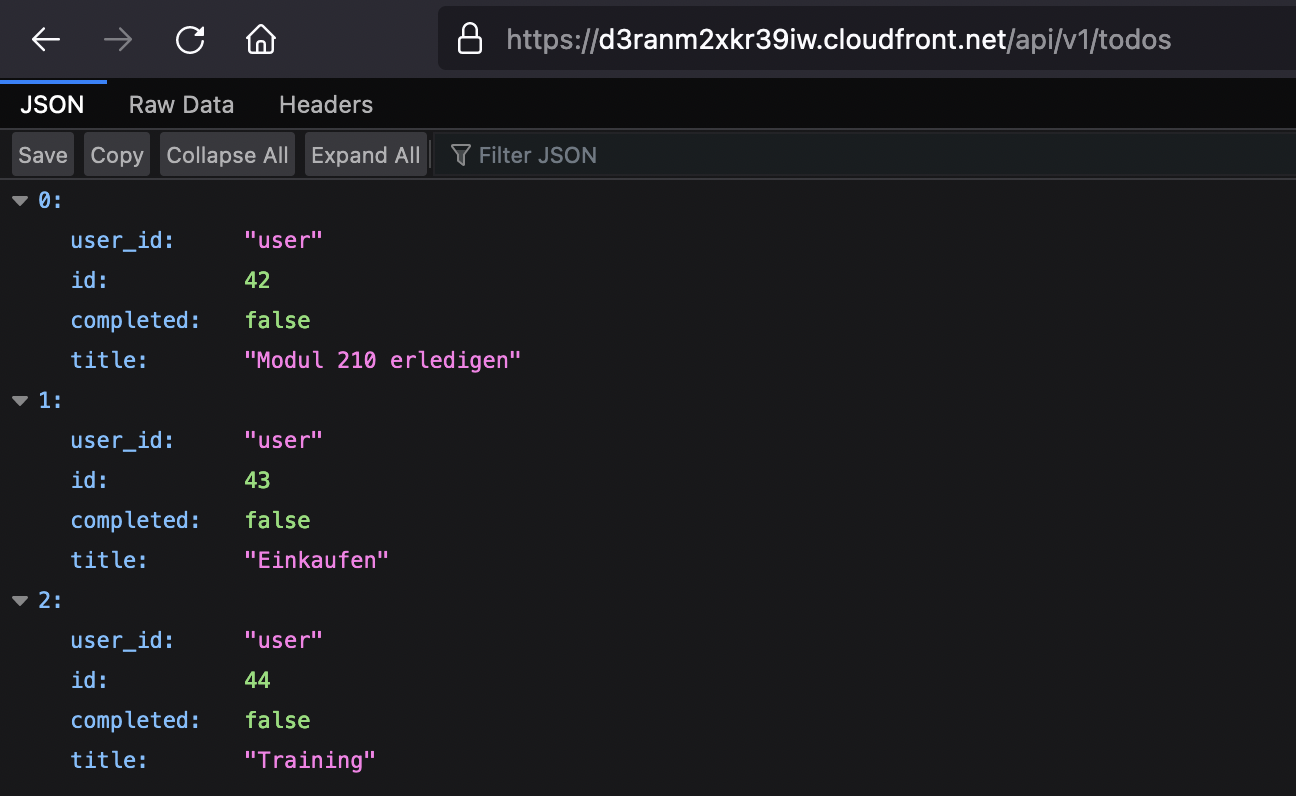 https://d3ranm2xkr39iw.cloudfront.net/api/v1/todos
JSON Raw Data Headers
Save Copy Collapse All Expand All Filter JSON
0:
user_id: "user"
id: 42
completed: false
title: "Modul 210 erledigen"
1:
user_id: "user"
id: 43
completed: false
title: "Einkaufen"
2:
user_id: "user"
id: 44
completed: false
title: "Training"